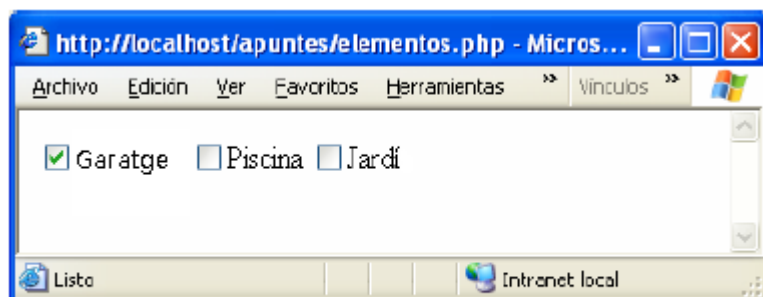 http://localhost/apuntes/elementos.php - Micros...
Archivo Edición Ver Favoritos Herramientas » Vínculos »
Garatge Piscina Jardí
Listo Intranet local